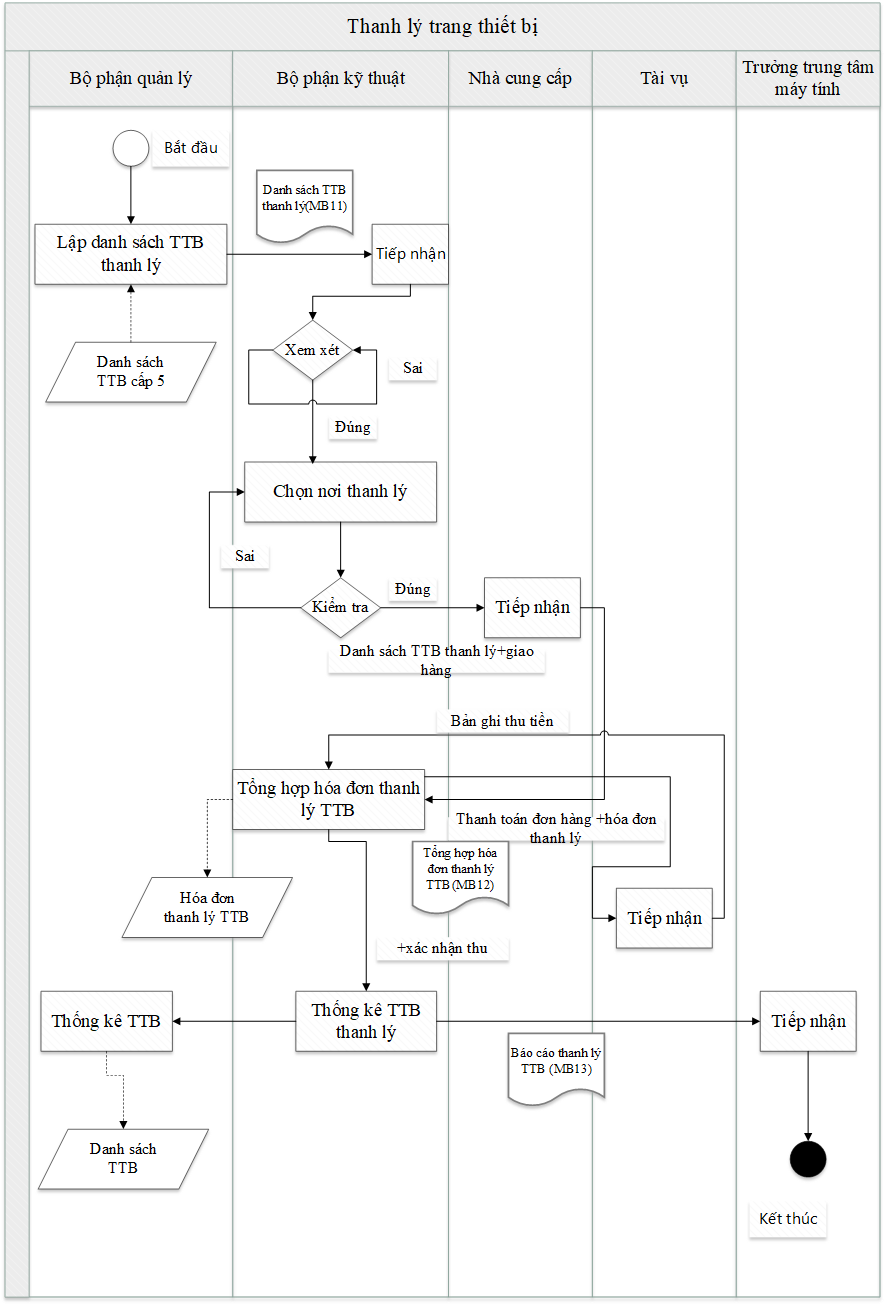 Thanh lý trang thiết bị
Bộ phận quản lý
Bộ phận kỹ thuật
Nhà cung cấp
Tài vụ
Trưởng trung tâm
máy tính
Bắt đầu
Danh sách TTB
thanh lý(MB11)
Lập danh sách TTB
thanh lý
Tiếp nhận
Danh sách
TTB cấp 5
Xem xét
Sai
Đúng
Chọn nơi thanh lý
Sai
Kiểm tra
Đúng
Tiếp nhận
Danh sách TTB thanh lý+giao
hàng
Bản ghi thu tiền
Tổng hợp hóa đơn thanh
lý TTB
Thanh toán đơn hàng +hóa đơn
thanh lý
Tổng hợp hóa
đơn thanh lý
TTB (MB12)
Hóa đơn
thanh lý TTB
Tiếp nhận
+xác nhận thu
Thống kê TTB
Thống kê TTB
thanh lý
Tiếp nhận
Báo cáo thanh lý
TTB (MB13)
Danh sách
TTB
Kết thúc